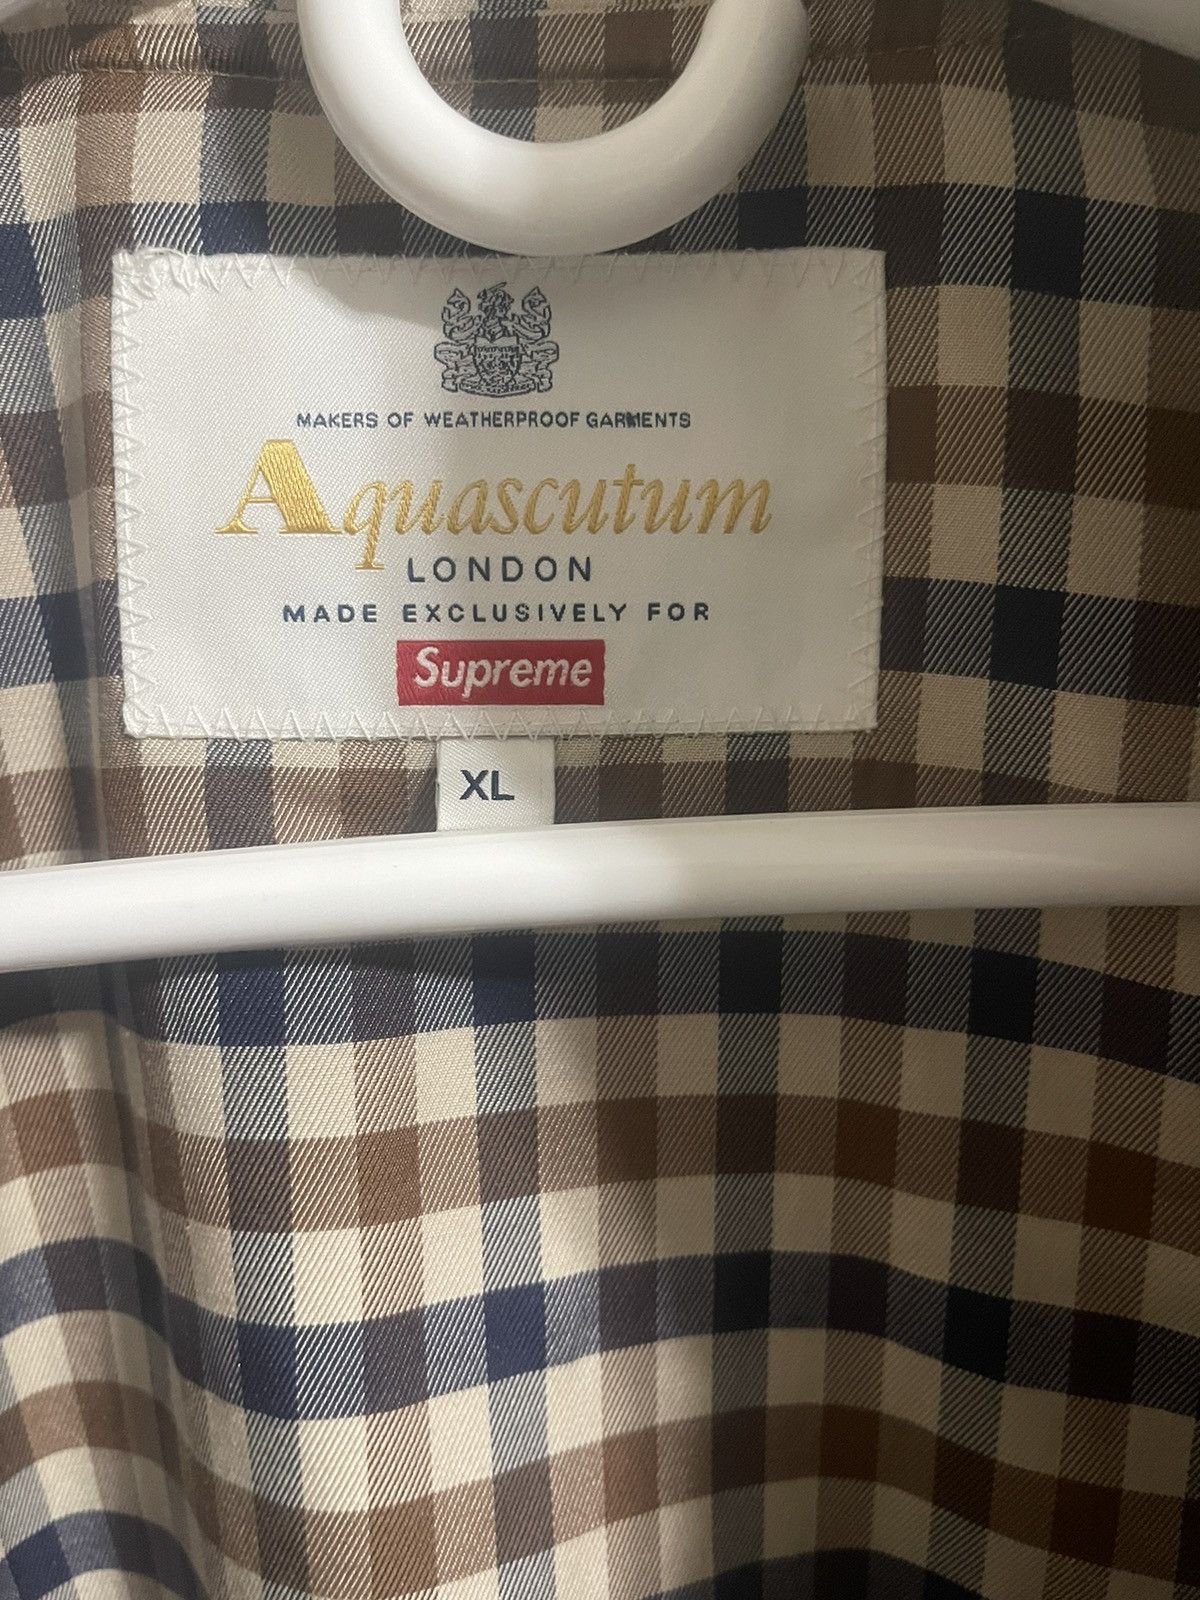 MAKERS OF WEATHERPROOF GARMENTS
Aquascutum
LONDON
MADE EXCLUSIVELY FOR
Supreme
XL